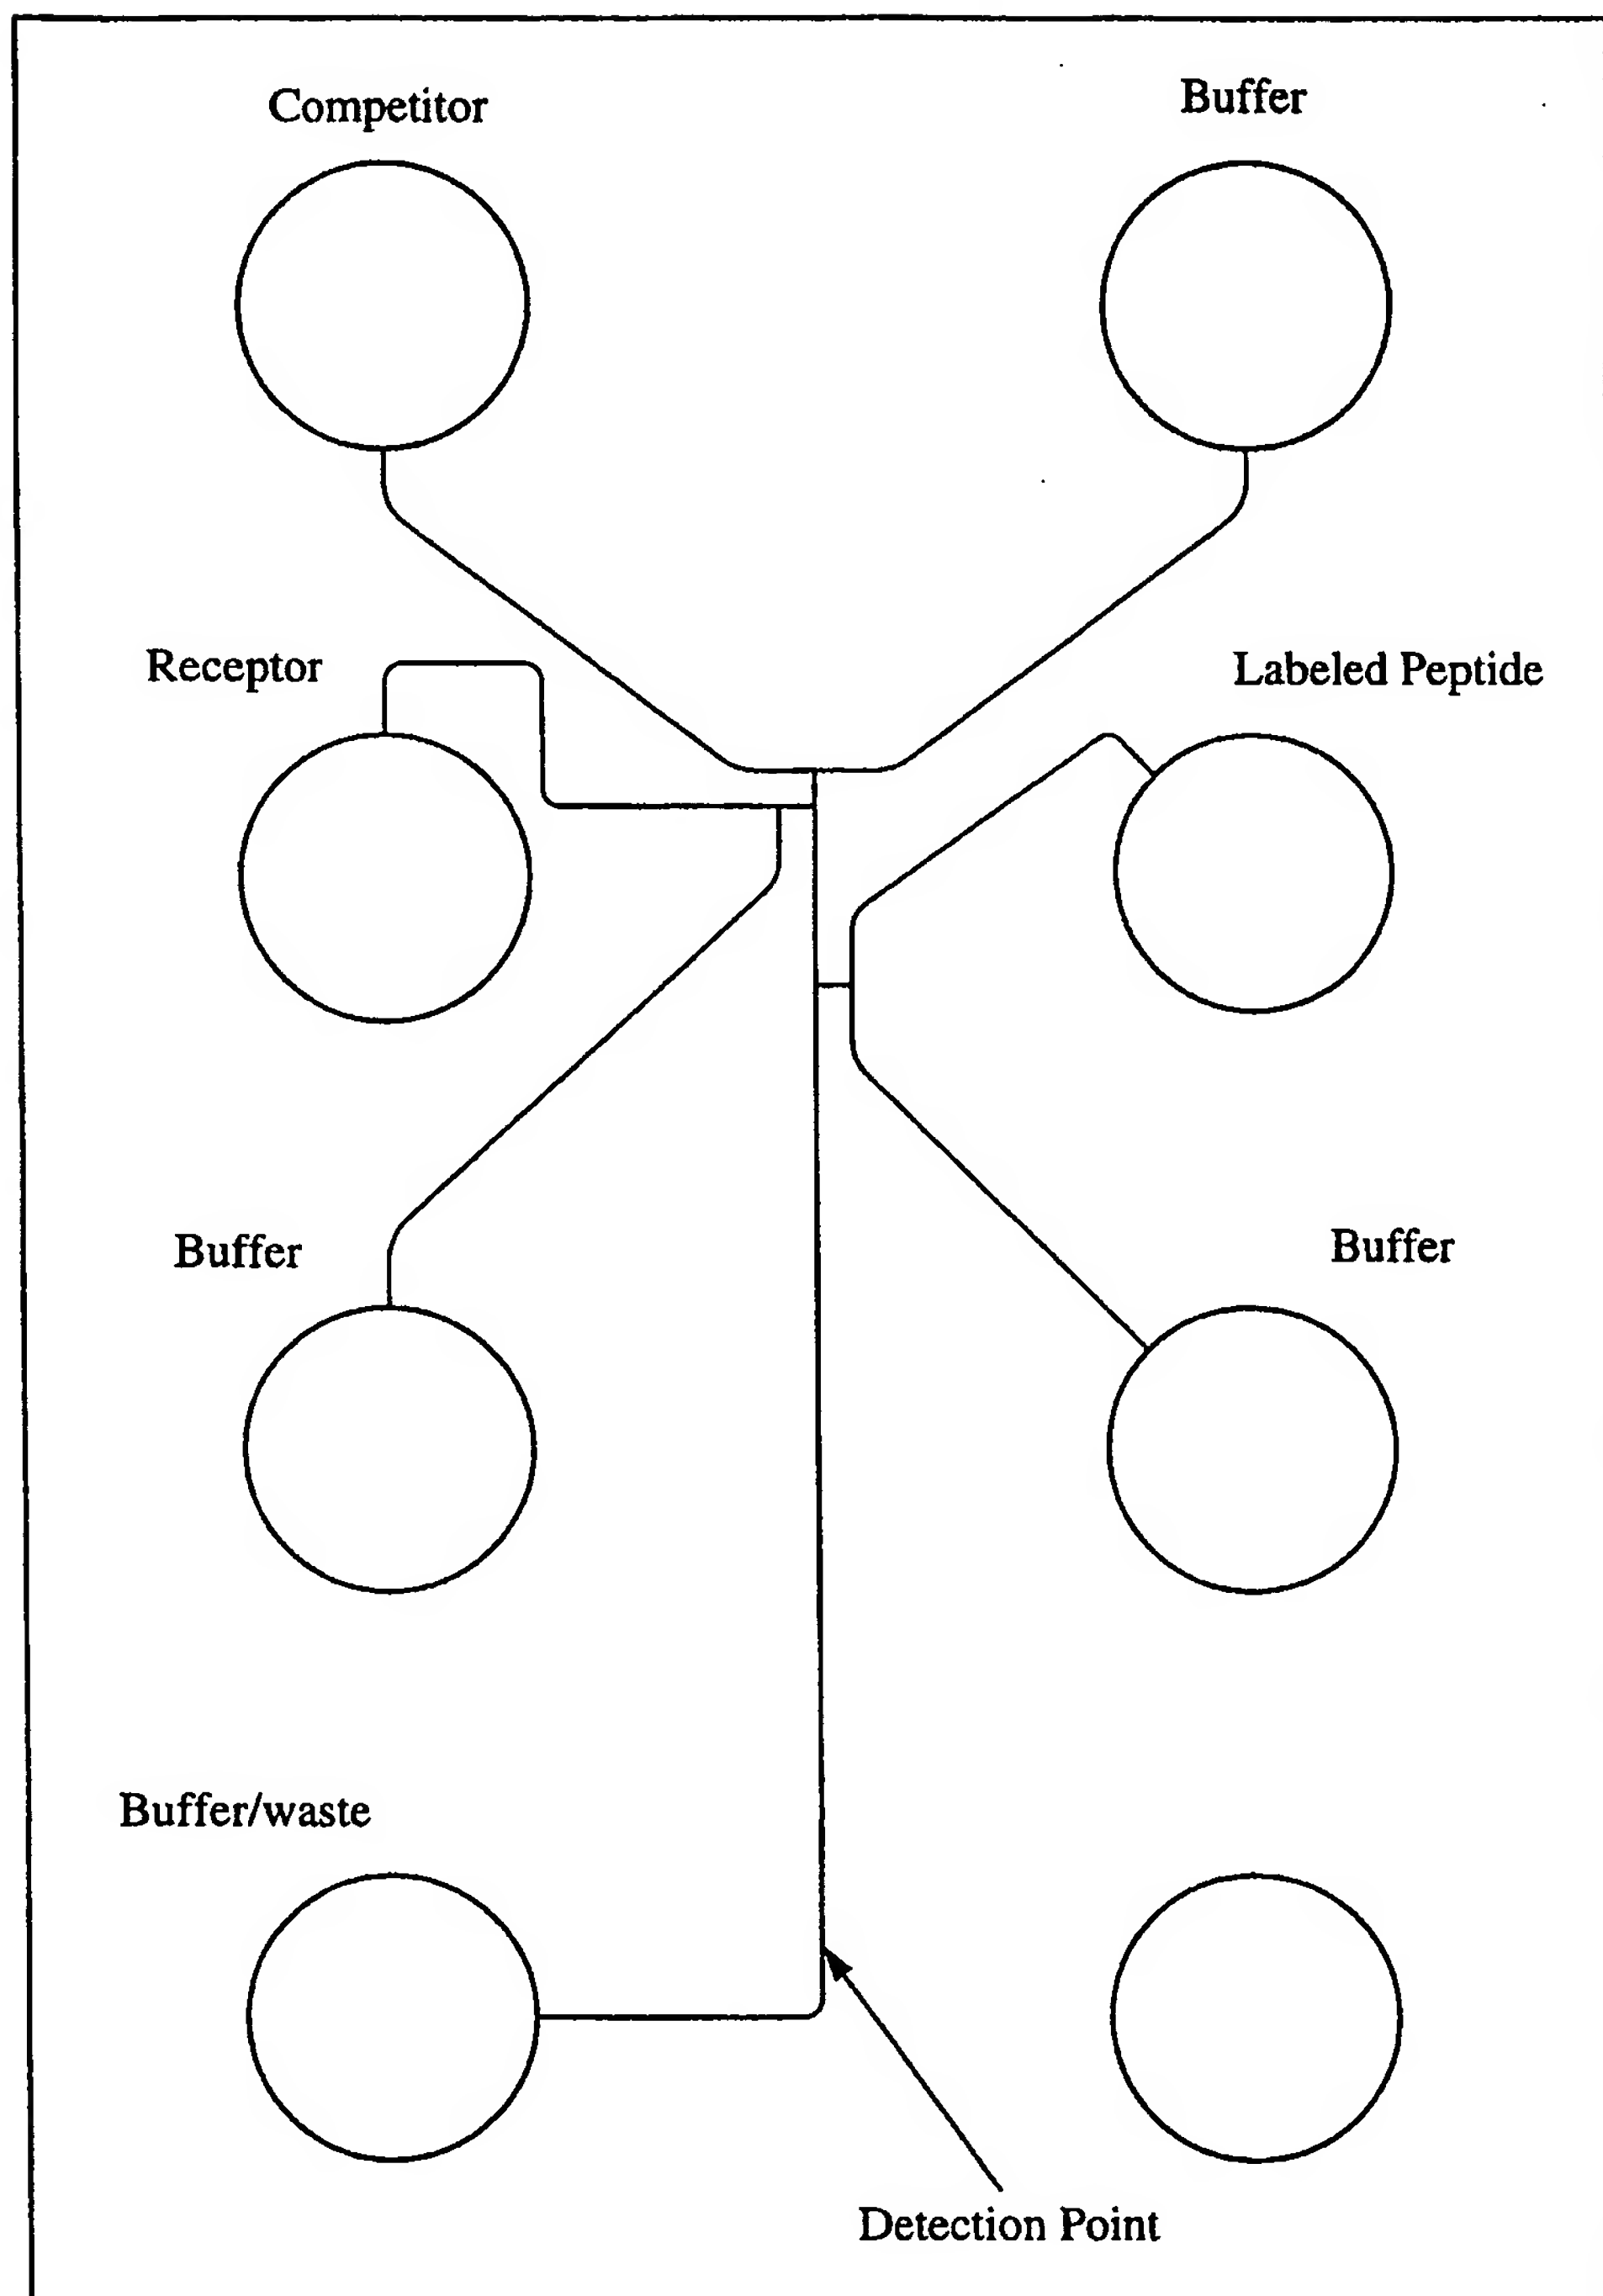 Competitor
Buffer
Receptor
Labeled Peptide
Buffer
Buffer
Buffer/waste
Detection Point